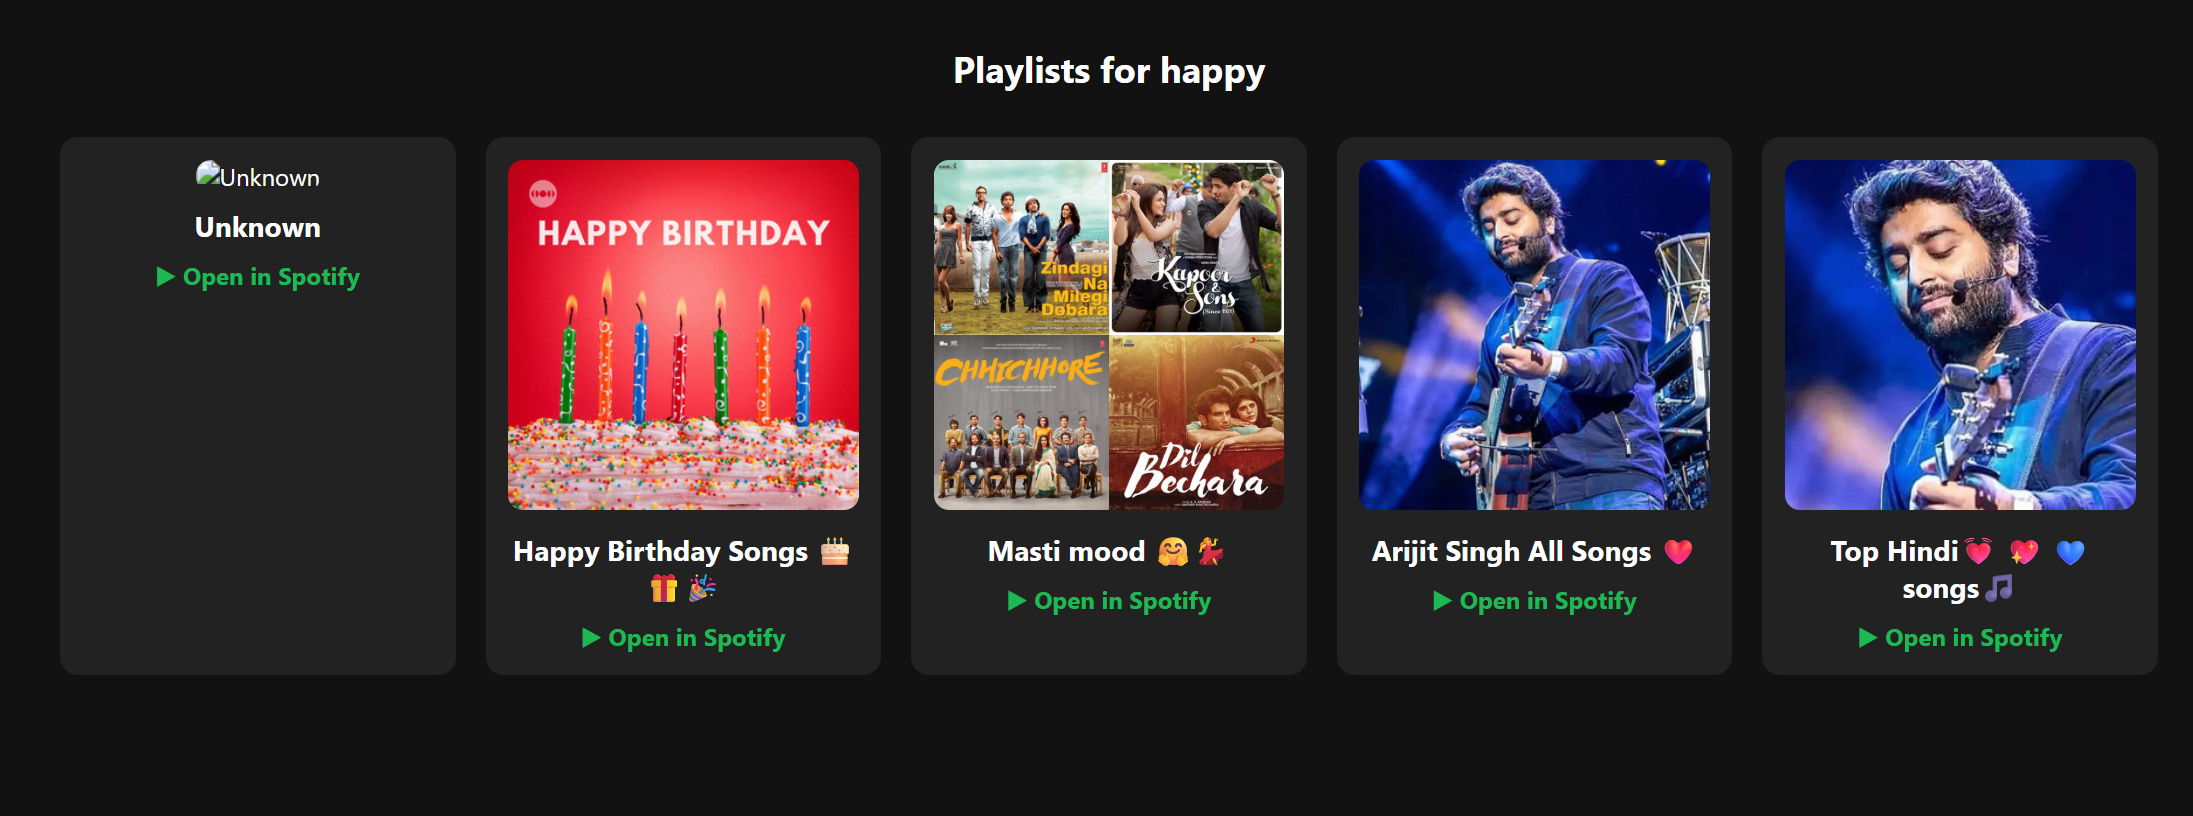 Playlists for happy
Unknown
Unknown
▶ Open in Spotify
HAPPY BIRTHDAY
Happy Birthday Songs 🎂
🎁 🎉
▶ Open in Spotify
Zindagi
Na
Milegi
Dobara
Kapoor
&
Sons
(Since 1921)
CHHICHHORE
Dil
Bechara
Masti mood 🤗💃
▶ Open in Spotify
Arijit Singh All Songs ❤️
▶ Open in Spotify
Top Hindi💓 💖 💙
songs🎵
▶ Open in Spotify